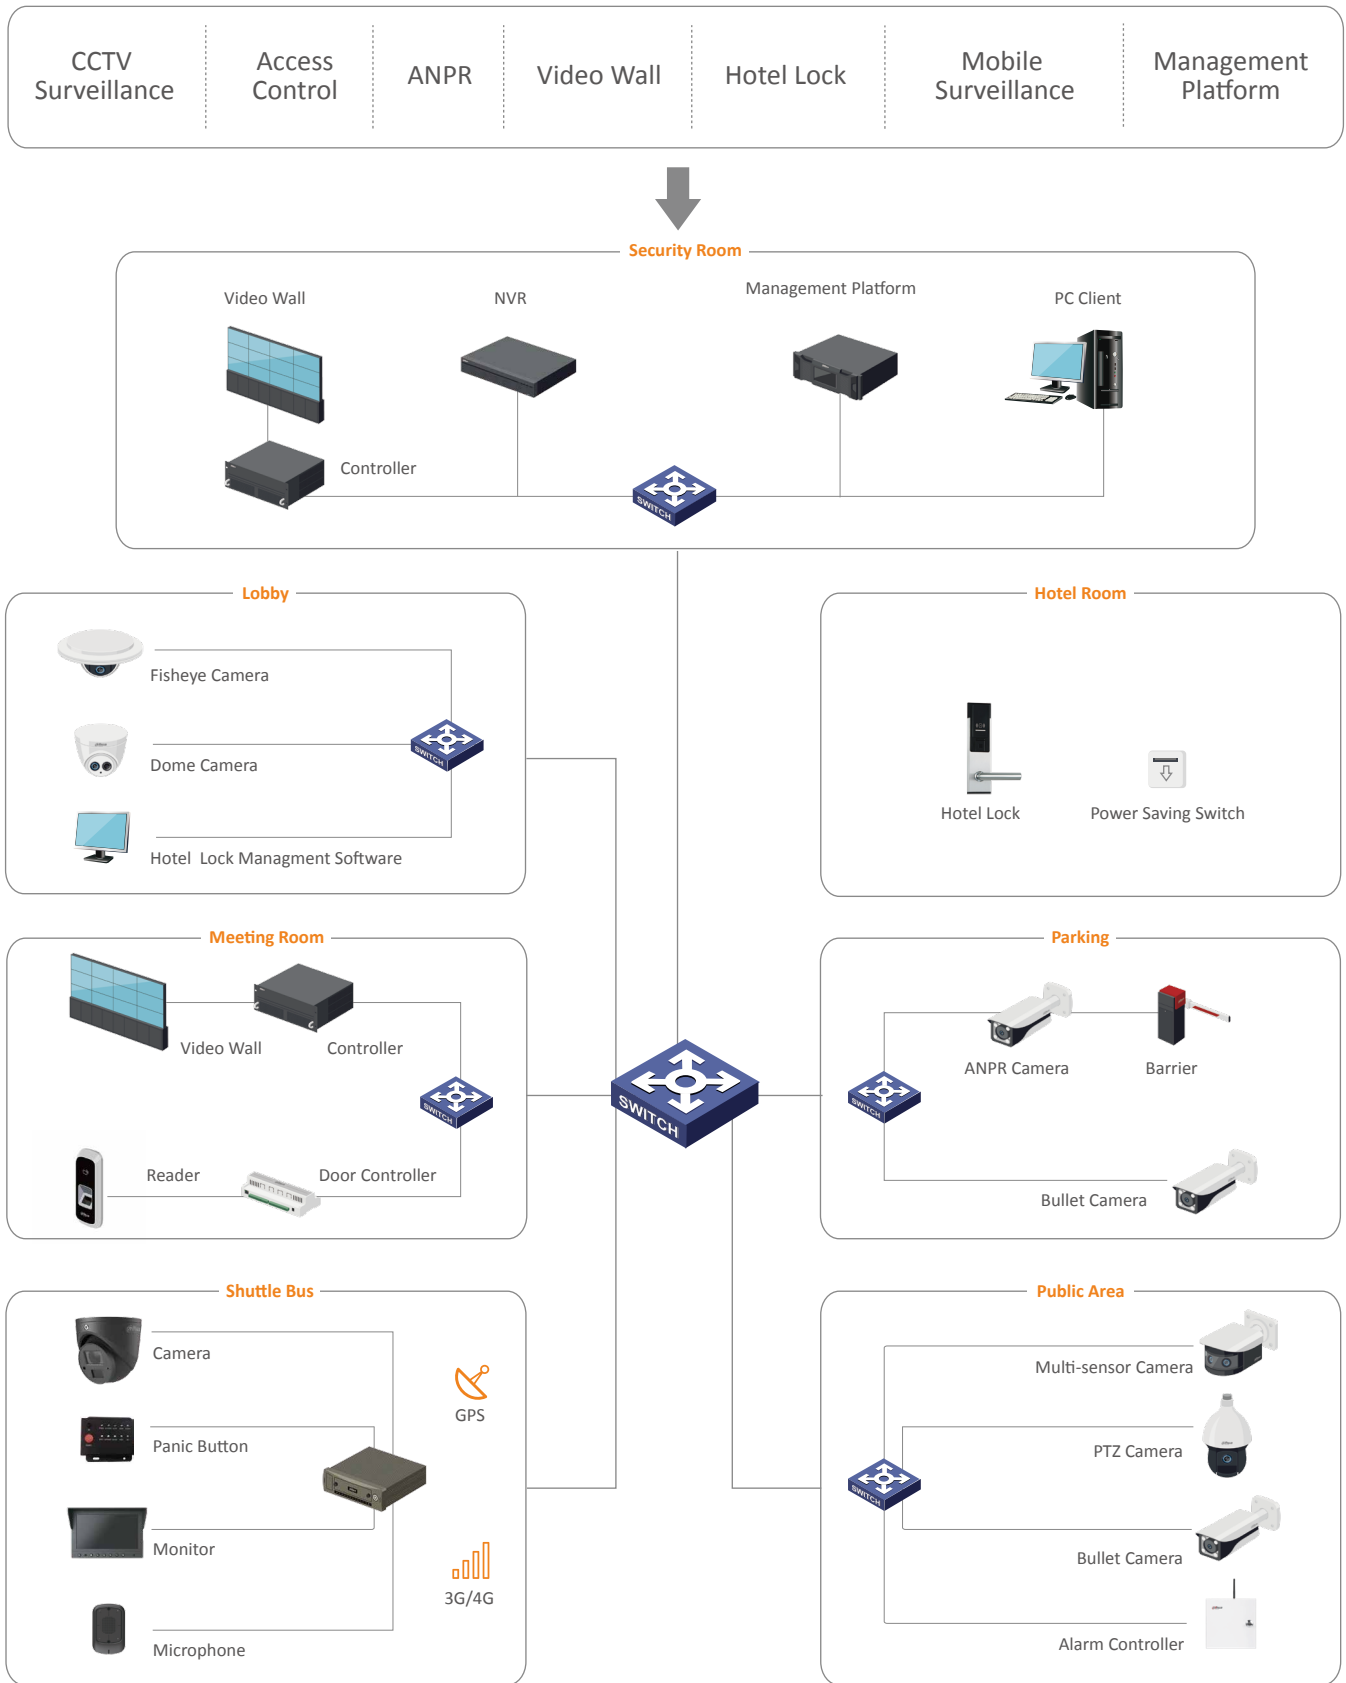 CCTV
Surveillance
Access
Control
ANPR
Video Wall
Hotel Lock
Mobile
Surveillance
Management
Platform
Security Room
Video Wall
NVR
Management Platform
PC Client
Controller
SWITCH
Lobby
Fisheye Camera
Dome Camera
SWITCH
Hotel Lock Managment Software
Hotel Room
Hotel Lock
Power Saving Switch
Meeting Room
Video Wall
Controller
SWITCH
Reader
Door Controller
SWITCH
Parking
ANPR Camera
Barrier
SWITCH
Bullet Camera
Shuttle Bus
Camera
GPS
Panic Button
Monitor
3G/4G
Microphone
Public Area
Multi-sensor Camera
PTZ Camera
SWITCH
Bullet Camera
Alarm Controller